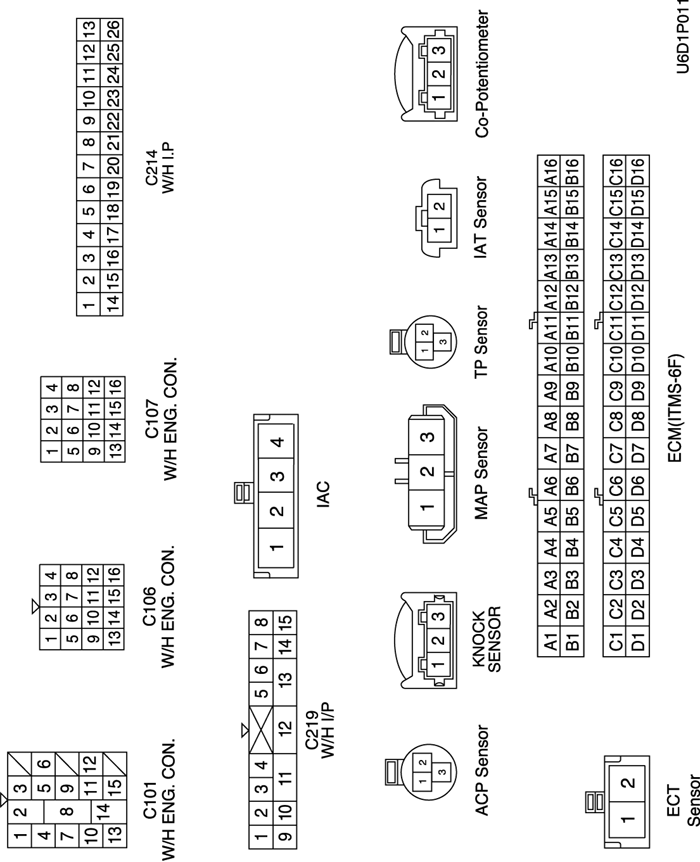 1 2 3
4 5 6
7 8 9
10 11 12
13 14 15
C101
W/H ENG. CON.
1 2 3 4
5 6 7 8
9 10 11 12
13 14 15 16
C106
W/H ENG. CON.
1 2 3 4
5 6 7 8
9 10 11 12
13 14 15 16
C107
W/H ENG. CON.
1 2 3 4 5 6 7 8 9 10 11 12 13
14 15 16 17 18 19 20 21 22 23 24 25 26
C214
W/H I.P
1 2 3 4 5 6 7 8
9 10 11 12 13 14 15
C219
W/H I/P
1 2 3 4
IAC
1 2
3
ACP Sensor
1 2 3
KNOCK
SENSOR
1 2 3
MAP Sensor
1 2
3
TP Sensor
1 2
IAT Sensor
1 2 3
Co-Potentiometer
1 2
ECT
Sensor
A1 A2 A3 A4 A5 A6 A7 A8 A9 A10 A11 A12 A13 A14 A15 A16
B1 B2 B3 B4 B5 B6 B7 B8 B9 B10 B11 B12 B13 B14 B15 B16
C1 C2 C3 C4 C5 C6 C7 C8 C9 C10 C11 C12 C13 C14 C15 C16
D1 D2 D3 D4 D5 D6 D7 D8 D9 D10 D11 D12 D13 D14 D15 D16
ECM(ITMS-6F)
U6D1P011